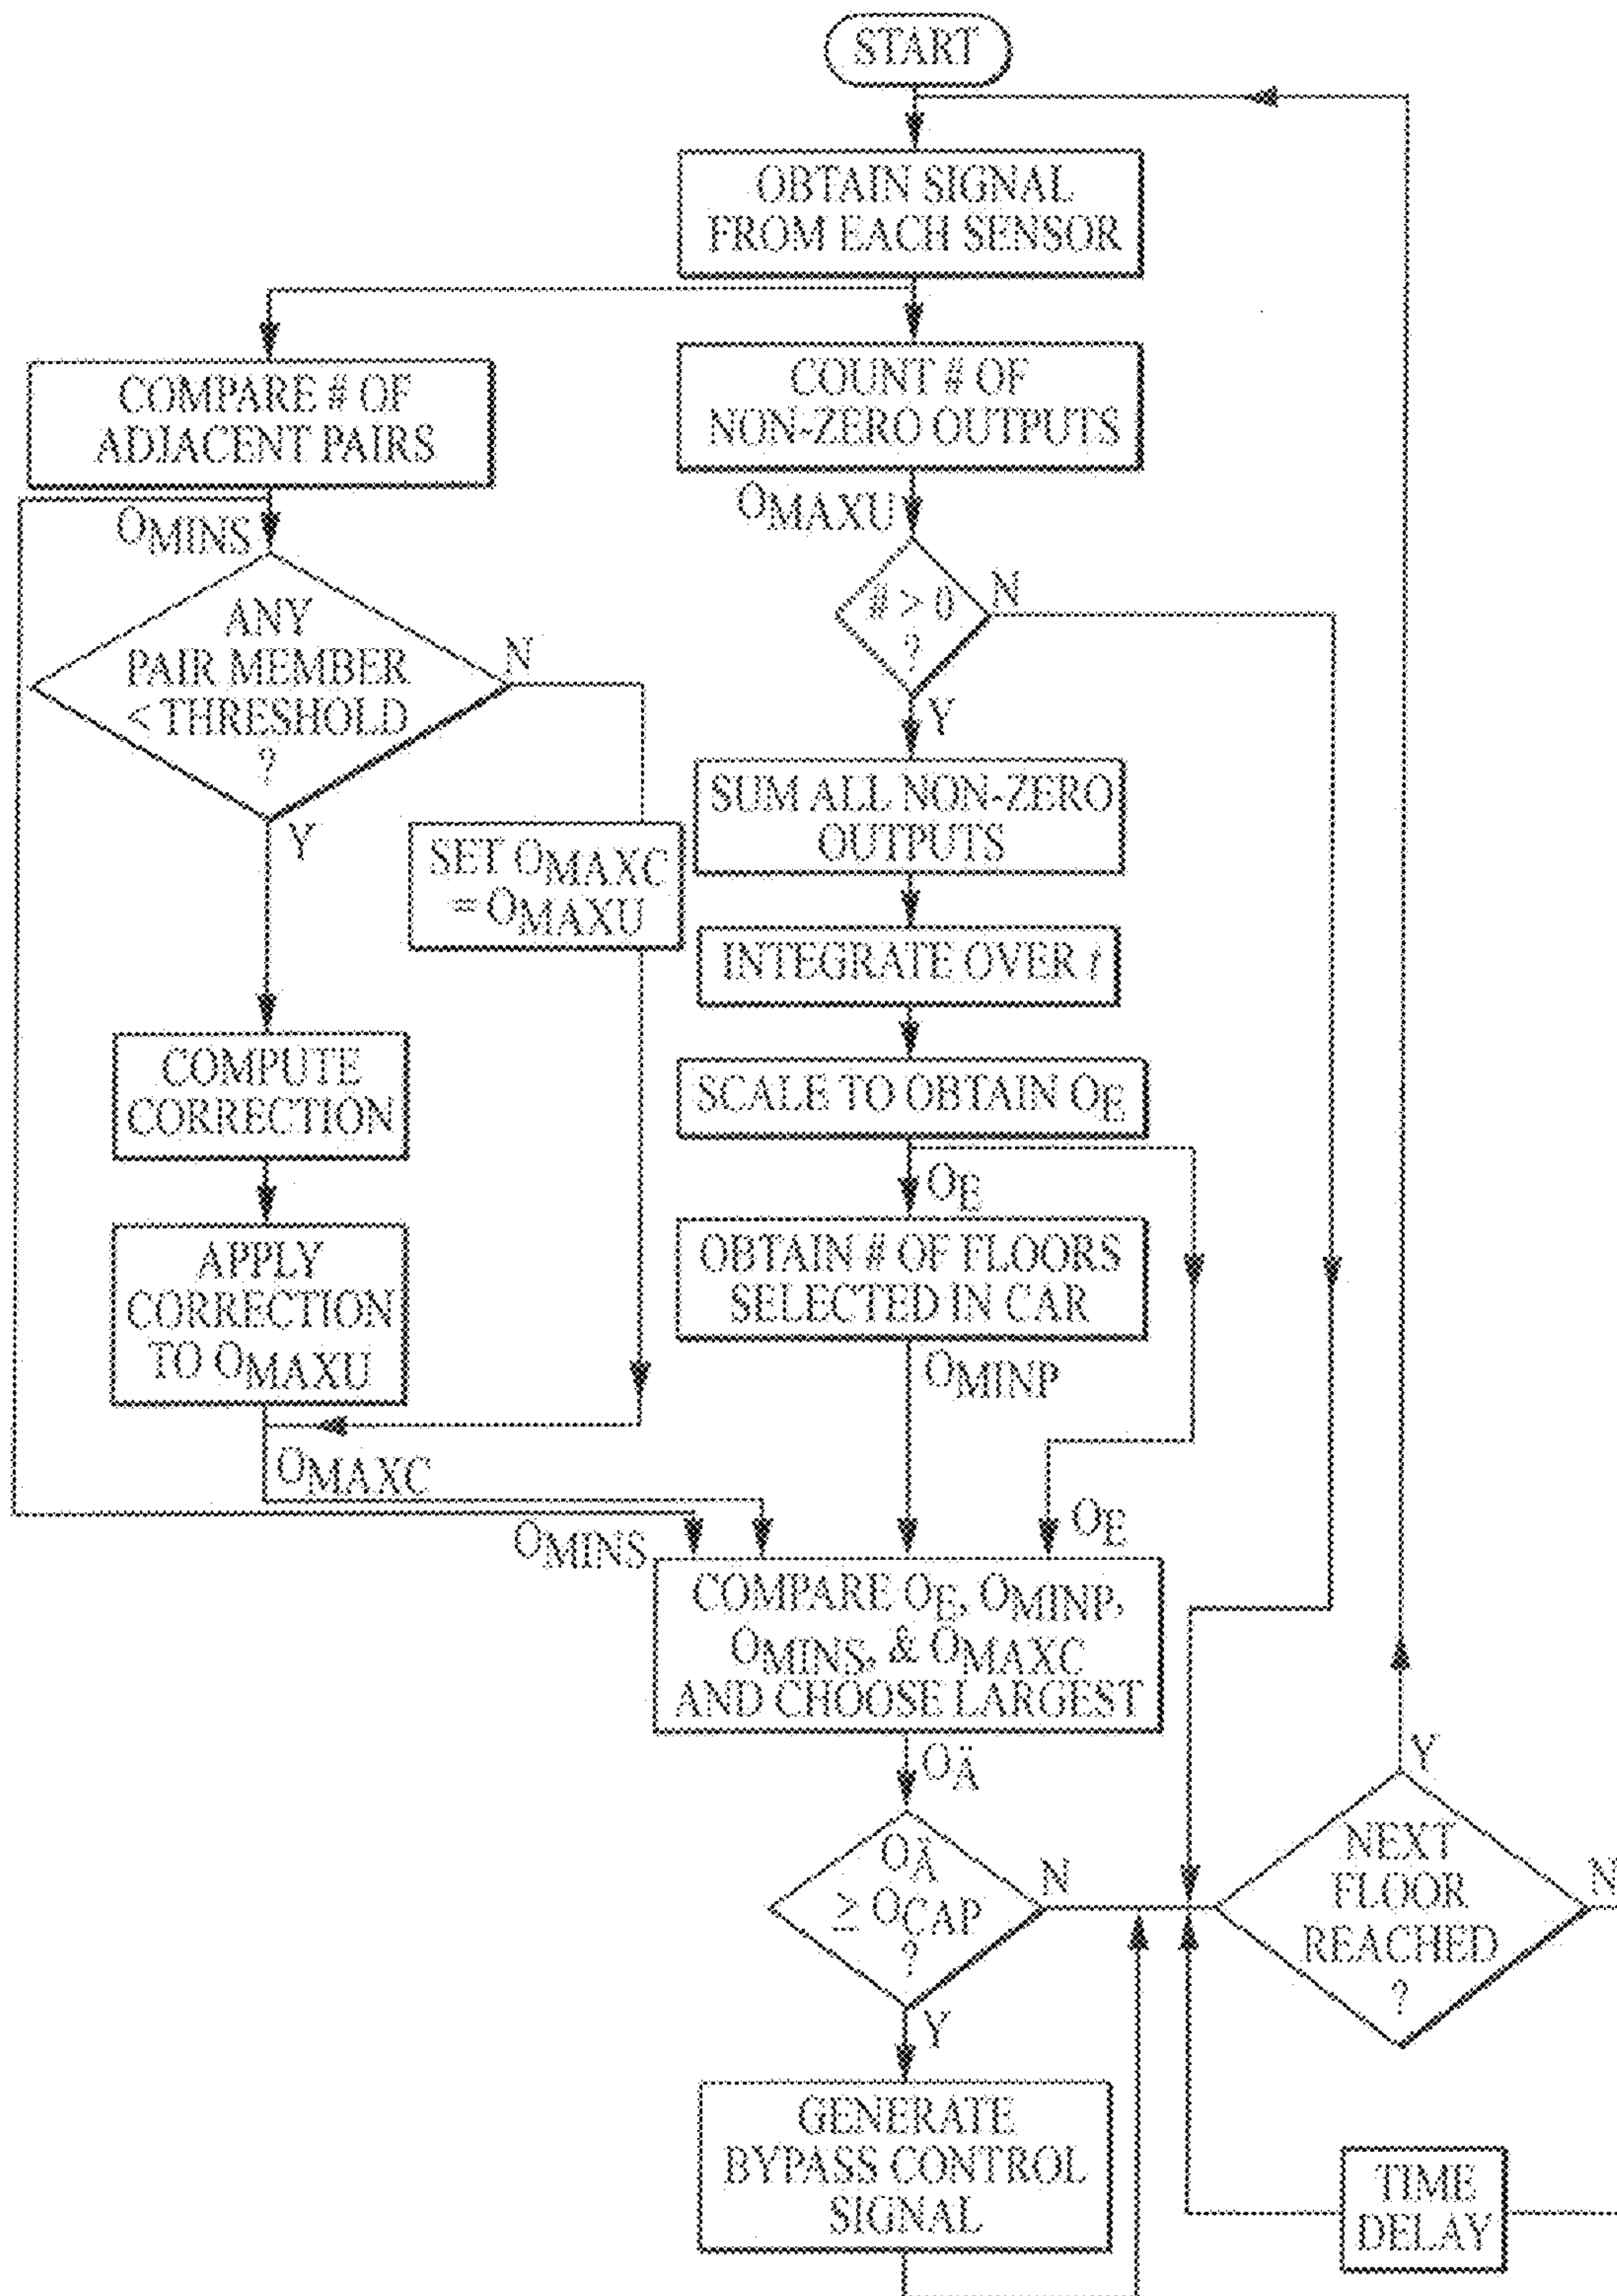 START
OBTAIN SIGNAL
FROM EACH SENSOR
COMPARE # OF
ADJACENT PAIRS
COUNT # OF
NON-ZERO OUTPUTS
OMINS
OMAXU
ANY
PAIR MEMBER
< THRESHOLD
?
N
Y
# > 0
?
N
Y
SET OMAXC
= OMAXU
SUM ALL NON-ZERO
OUTPUTS
INTEGRATE OVER t
COMPUTE
CORRECTION
SCALE TO OBTAIN OE
OE
APPLY
CORRECTION
TO OMAXU
OBTAIN # OF FLOORS
SELECTED IN CAR
OMINP
OMAXC
OMINS
OE
COMPARE OE, OMINP,
OMINS, & OMAXC
AND CHOOSE LARGEST
OÄ
OÄ
≥ OCAP
?
N
Y
NEXT
FLOOR
REACHED
?
Y
N
GENERATE
BYPASS CONTROL
SIGNAL
TIME
DELAY